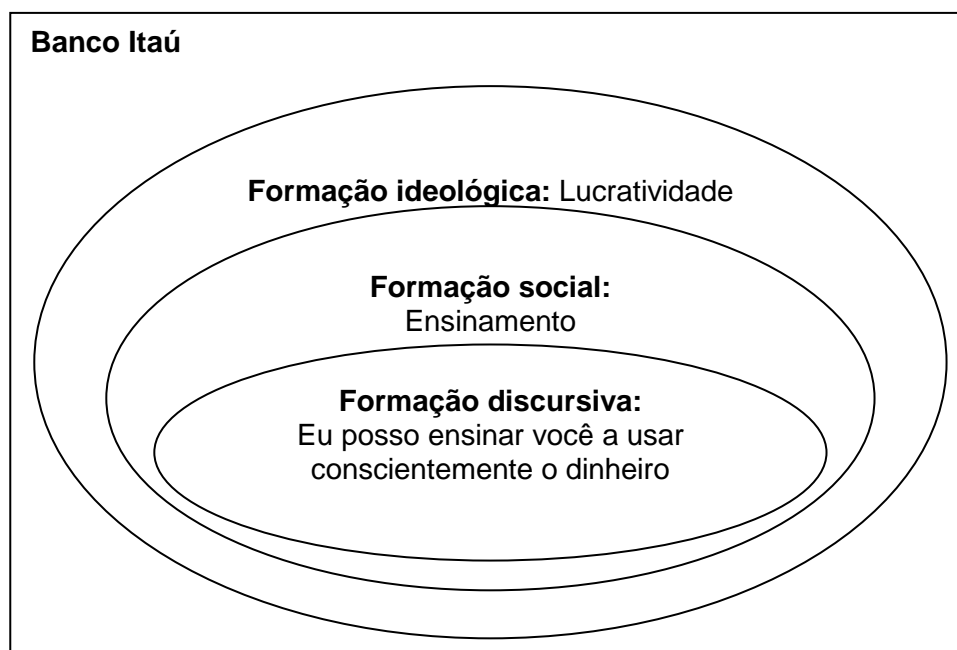 Banco Itaú
Formação ideológica: Lucratividade
Formação social:
Ensinamento
Formação discursiva:
Eu posso ensinar você a usar
conscientemente o dinheiro